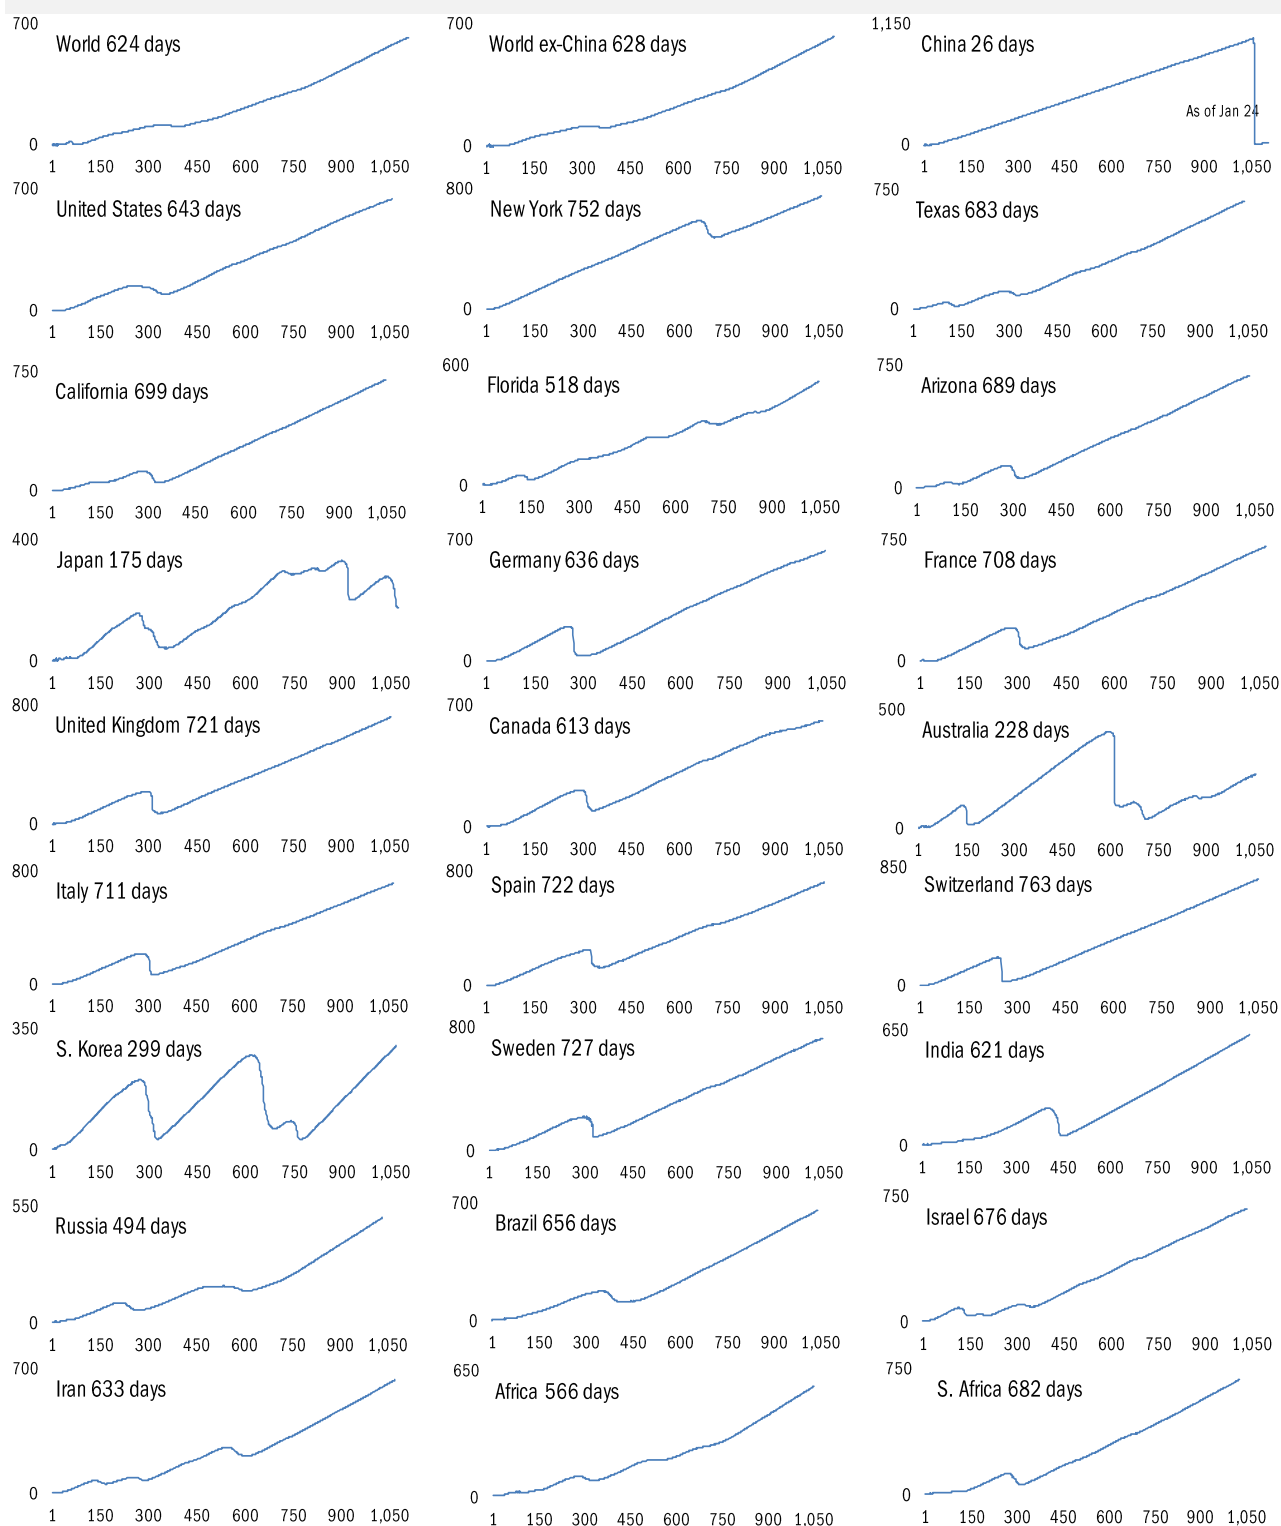 700
World 624 days
0
1 150 300 450 600 750 900 1,050
700
World ex-China 628 days
0
1 150 300 450 600 750 900 1,050
1,150
China 26 days
As of Jan 24
0
1 150 300 450 600 750 900 1,050
700
United States 643 days
0
1 150 300 450 600 750 900 1,050
800
New York 752 days
0
1 150 300 450 600 750 900 1,050
750
Texas 683 days
0
1 150 300 450 600 750 900 1,050
750
California 699 days
0
1 150 300 450 600 750 900 1,050
600
Florida 518 days
0
1 150 300 450 600 750 900 1,050
750
Arizona 689 days
0
1 150 300 450 600 750 900 1,050
400
Japan 175 days
0
1 150 300 450 600 750 900 1,050
700
Germany 636 days
0
1 150 300 450 600 750 900 1,050
750
France 708 days
0
1 150 300 450 600 750 900 1,050
800
United Kingdom 721 days
0
1 150 300 450 600 750 900 1,050
700
Canada 613 days
0
1 150 300 450 600 750 900 1,050
500
Australia 228 days
0
1 150 300 450 600 750 900 1,050
800
Italy 711 days
0
1 150 300 450 600 750 900 1,050
800
Spain 722 days
0
1 150 300 450 600 750 900 1,050
850
Switzerland 763 days
0
1 150 300 450 600 750 900 1,050
350
S. Korea 299 days
0
1 150 300 450 600 750 900 1,050
800
Sweden 727 days
0
1 150 300 450 600 750 900 1,050
650
India 621 days
0
1 150 300 450 600 750 900 1,050
550
Russia 494 days
0
1 150 300 450 600 750 900 1,050
700
Brazil 656 days
0
1 150 300 450 600 750 900 1,050
750
Israel 676 days
0
1 150 300 450 600 750 900 1,050
700
Iran 633 days
0
1 150 300 450 600 750 900 1,050
650
Africa 566 days
0
1 150 300 450 600 750 900 1,050
750
S. Africa 682 days
0
1 150 300 450 600 750 900 1,050